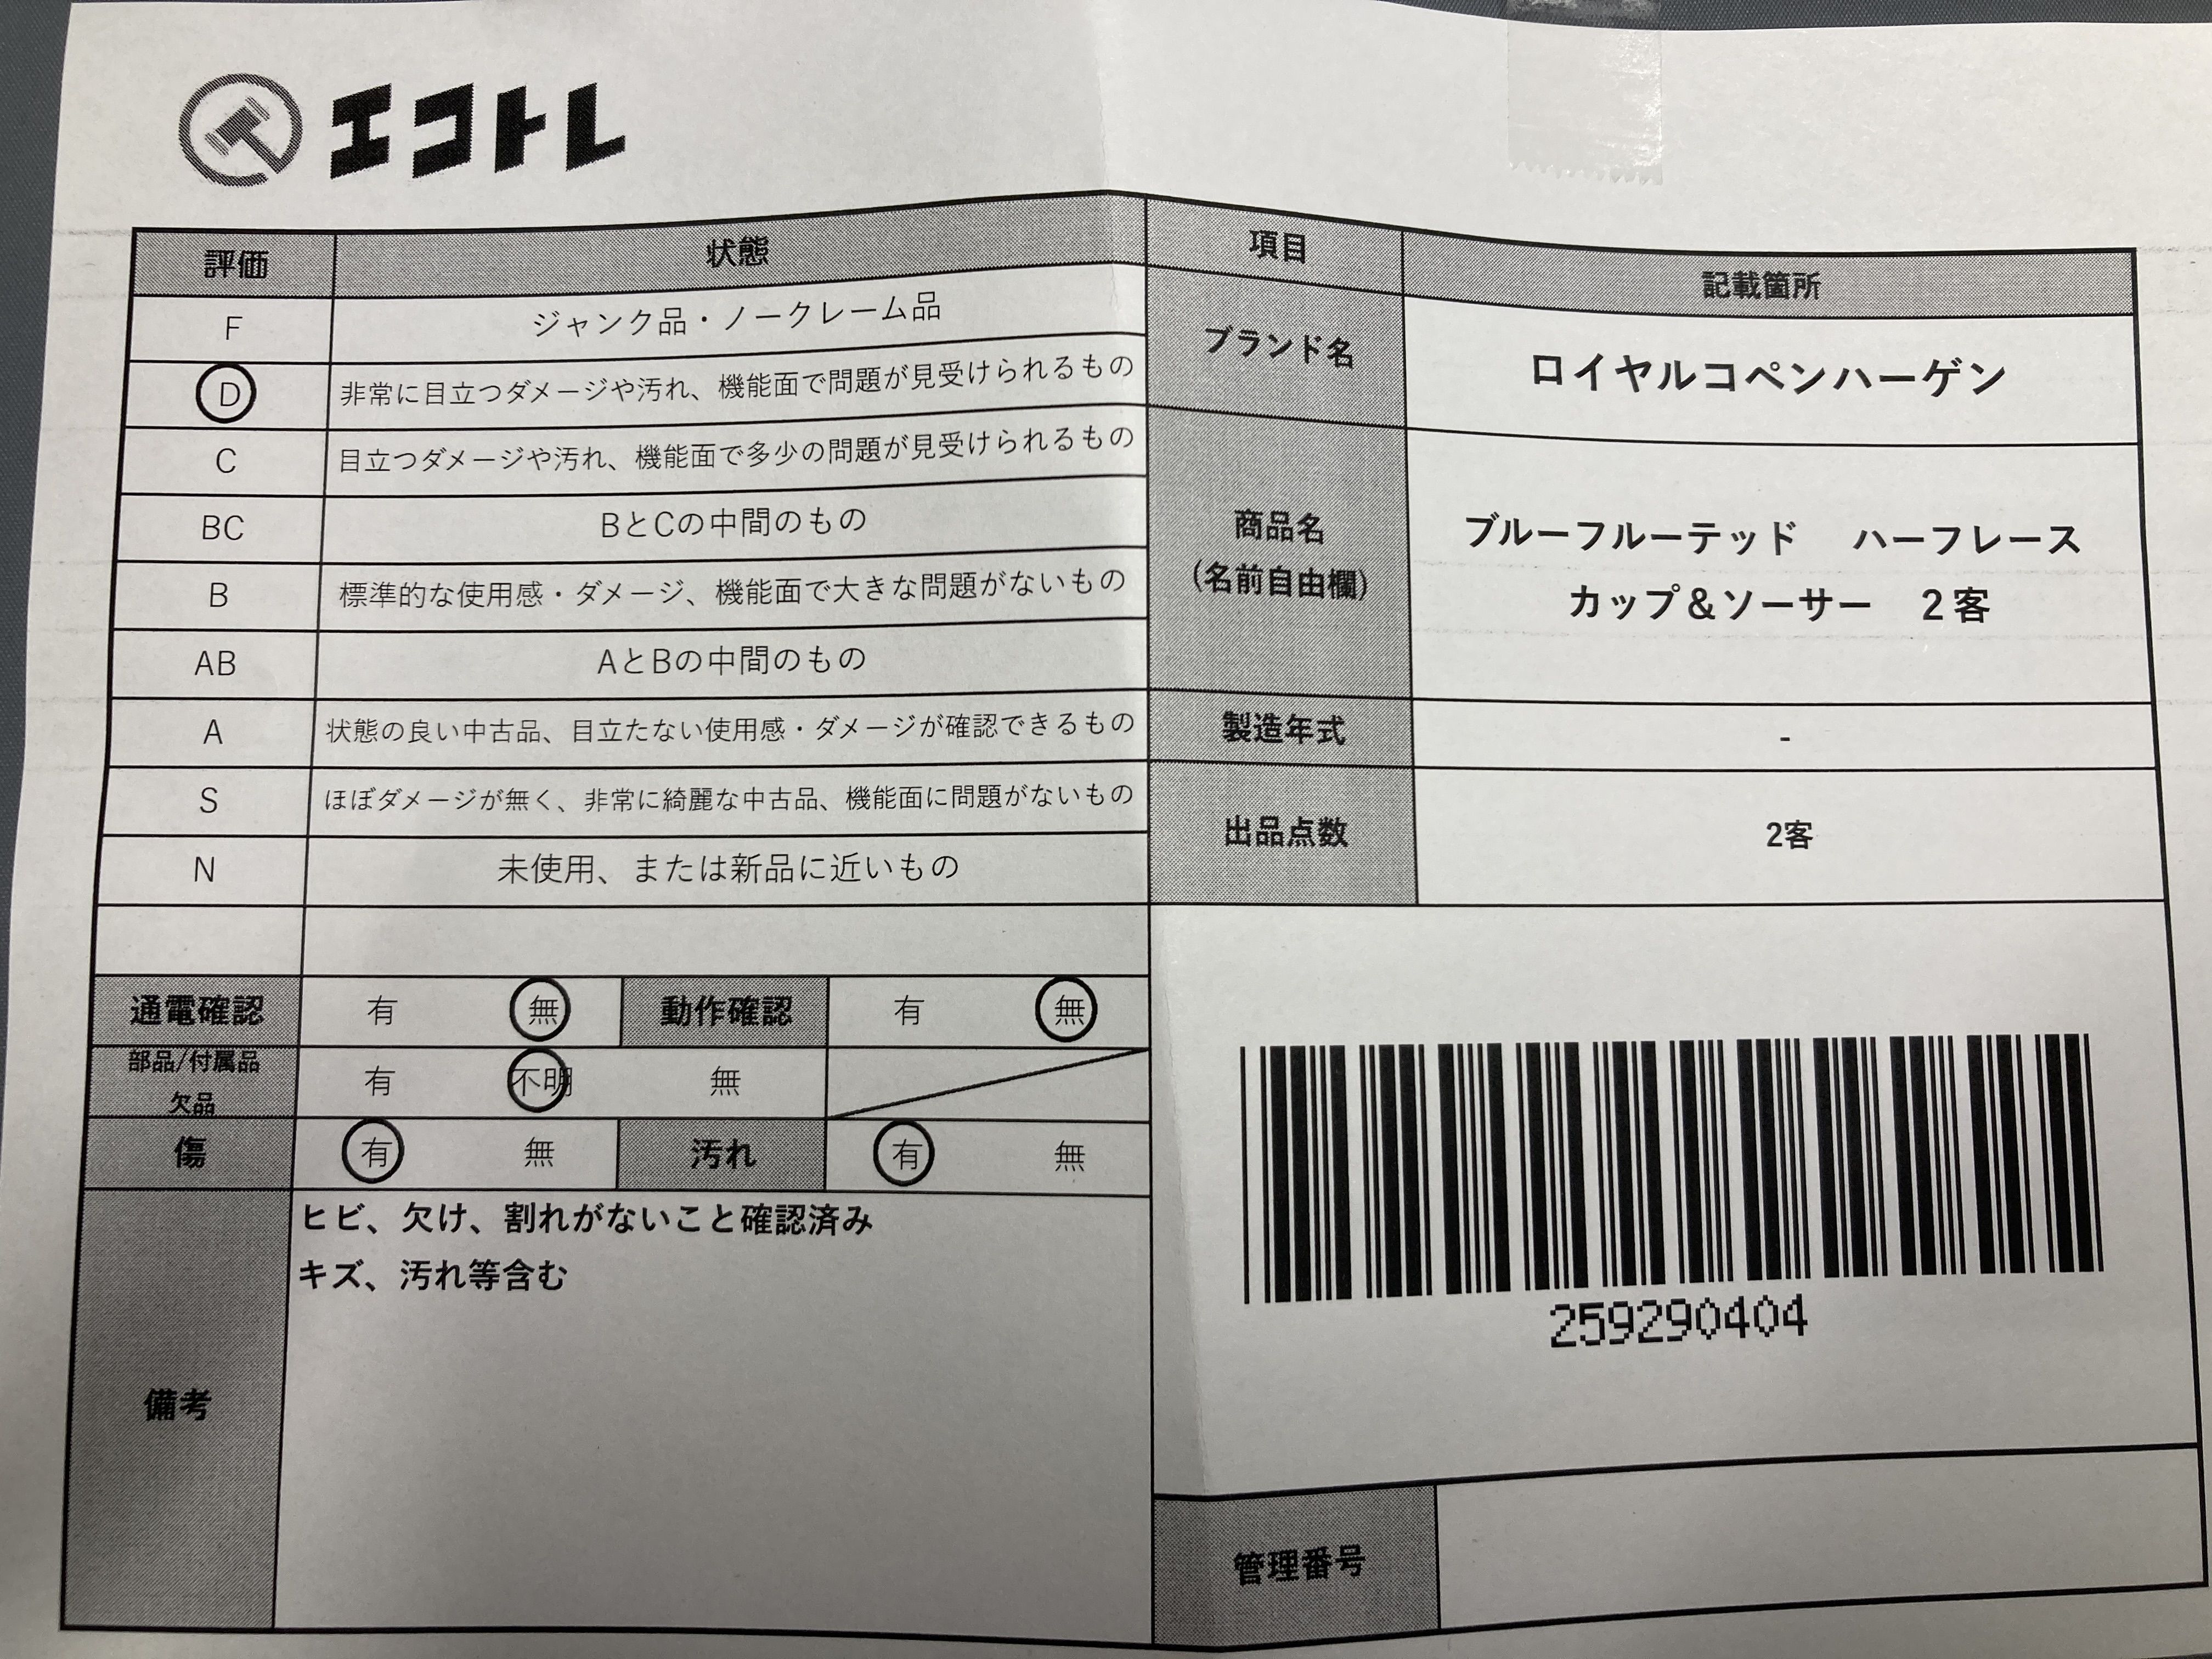 エコトレ
評価 状態
F ジャンク品・ノークレーム品
D 非常に目立つダメージや汚れ、機能面で問題が見受けられるもの
C 目立つダメージや汚れ、機能面で多少の問題が見受けられるもの
BC BとCの中間のもの
B 標準的な使用感・ダメージ、機能面で大きな問題がないもの
AB AとBの中間のもの
A 状態の良い中古品、目立たない使用感・ダメージが確認できるもの
S ほぼダメージが無く、非常に綺麗な中古品、機能面に問題がないもの
N 未使用、または新品に近いもの
通電確認 有 無 動作確認 有 無
部品/付属品
欠品
有 不明 無
傷 有 無 汚れ 有 無
備考
ヒビ、欠け、割れがないこと確認済み
キズ、汚れ等含む
項目 記載箇所
ブランド名 ロイヤルコペンハーゲン
商品名
(名前自由欄)
ブルーフルーテッド ハーフレース
カップ＆ソーサー 2客
製造年式 -
出品点数 2客
259290404
管理番号